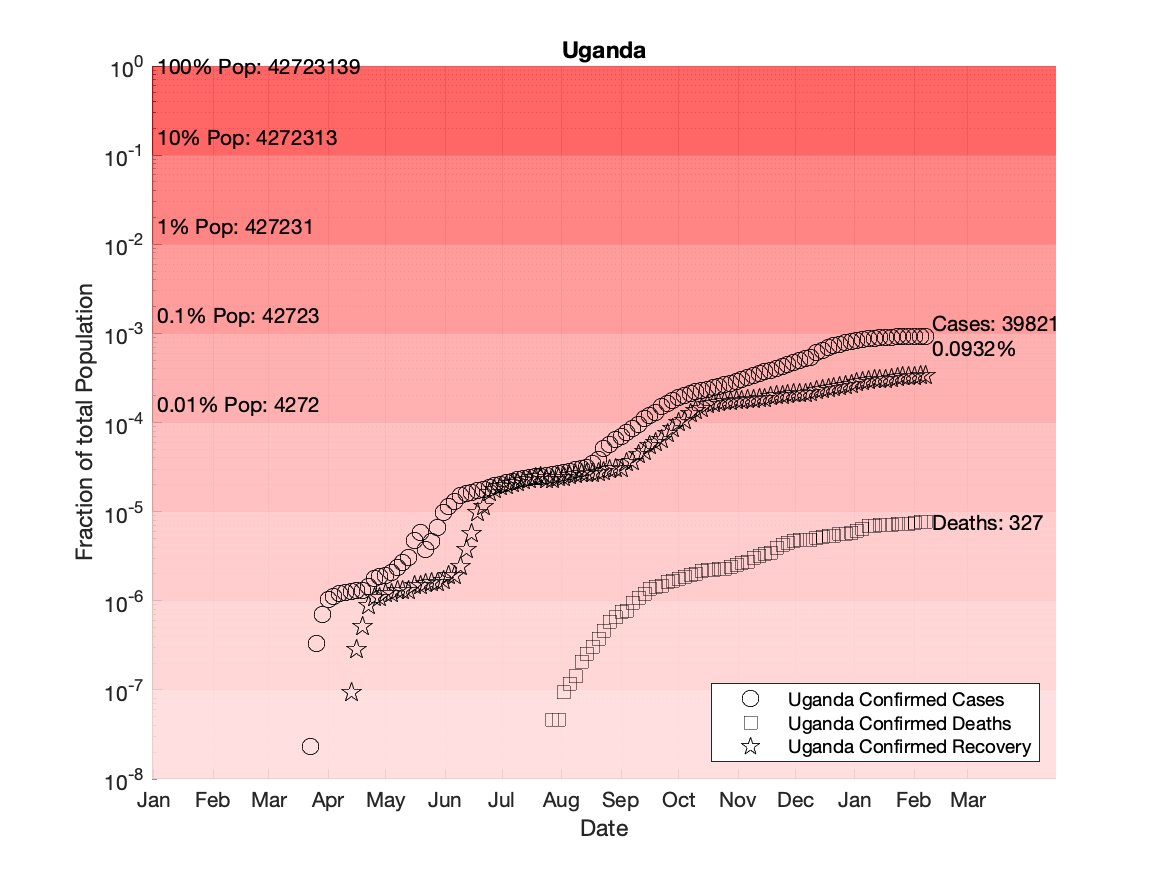 Uganda
10^0
100% Pop: 42723139
10% Pop: 4272313
10^-1
1% Pop: 427231
10^-2
0.1% Pop: 42723
10^-3
Cases: 39821
0.0932%
0.01% Pop: 4272
10^-4
10^-5
Deaths: 327
10^-6
10^-7
10^-8
Fraction of total Population
Uganda Confirmed Cases
Uganda Confirmed Deaths
Uganda Confirmed Recovery
Jan Feb Mar Apr May Jun Jul Aug Sep Oct Nov Dec Jan Feb Mar
Date